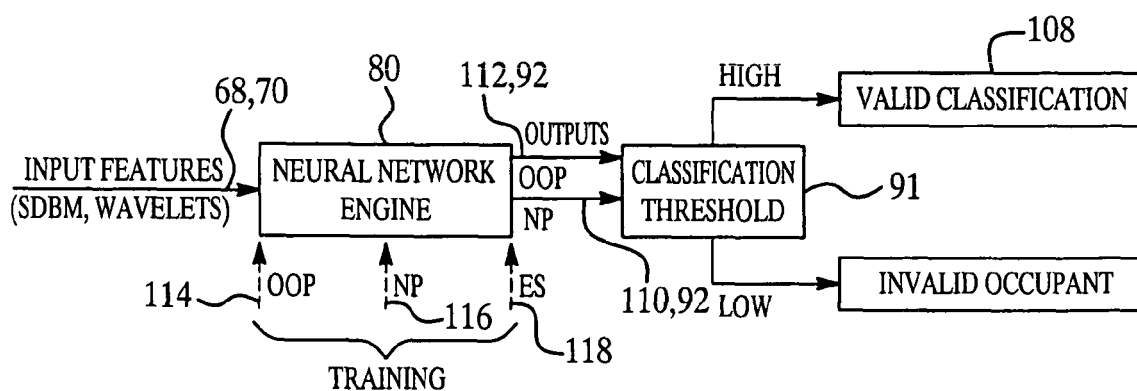 108
80
112,92
HIGH
VALID CLASSIFICATION
68,70
OUTPUTS
INPUT FEATURES
(SDBM, WAVELETS)
NEURAL NETWORK
ENGINE
OOP
NP
CLASSIFICATION
THRESHOLD
91
114
OOP
NP
116
ES
118
110,92
LOW
INVALID OCCUPANT
TRAINING